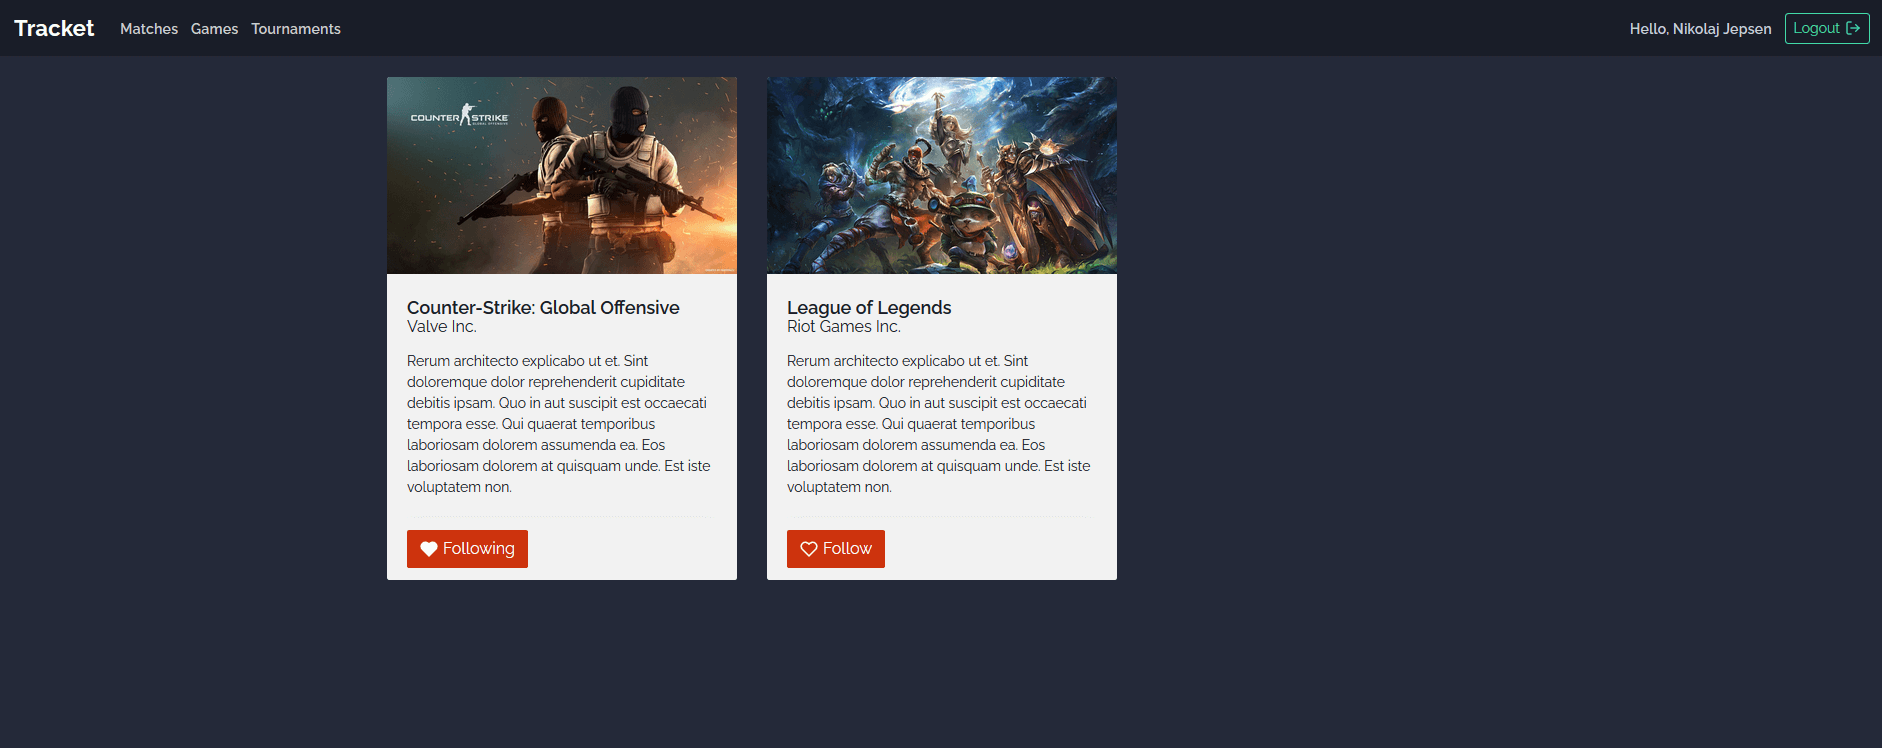 Tracket Matches Games Tournaments Hello, Nikolaj Jepsen Logout
COUNTER STRIKE
GLOBAL OFFENSIVE
Counter-Strike: Global Offensive
Valve Inc.
Rerum architecto explicabo ut et. Sint
doloremque dolor reprehenderit cupiditate
debitis ipsam. Quo in aut suscipit est occaecati
tempora esse. Qui quaerat temporibus
laboriosam dolorem assumenda ea. Eos
laboriosam dolorem at quisquam unde. Est iste
voluptatem non.
Following
League of Legends
Riot Games Inc.
Rerum architecto explicabo ut et. Sint
doloremque dolor reprehenderit cupiditate
debitis ipsam. Quo in aut suscipit est occaecati
tempora esse. Qui quaerat temporibus
laboriosam dolorem assumenda ea. Eos
laboriosam dolorem at quisquam unde. Est iste
voluptatem non.
Follow